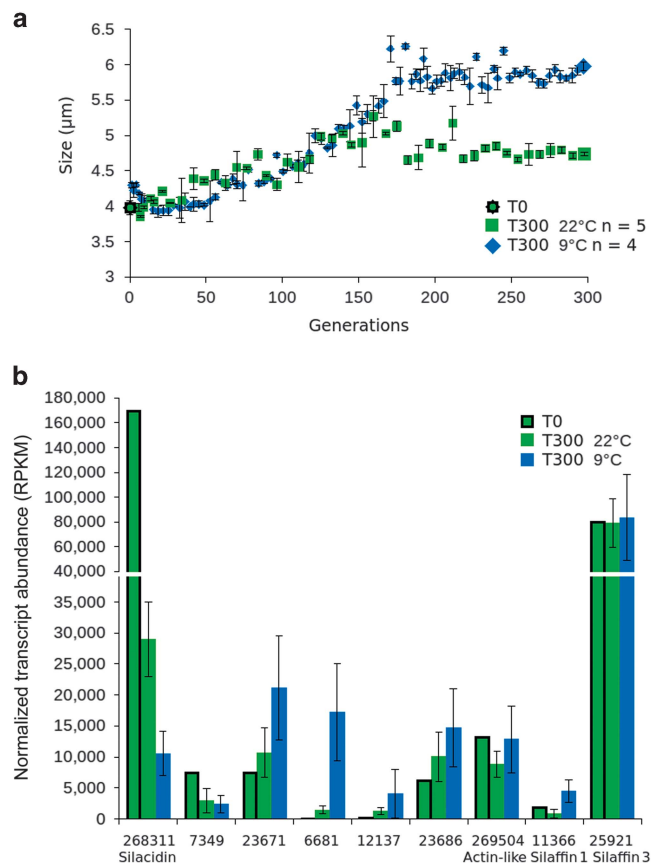 a
6.5
6
5.5
5
4.5
4
3.5
3
Size (μm)
0 50 100 150 200 250 300
Generations
T0
T300 22°C n = 5
T300 9°C n = 4
b
180,000
160,000
140,000
120,000
100,000
80,000
60,000
40,000
35,000
30,000
25,000
20,000
15,000
10,000
5,000
0
Normalized transcript abundance (RPKM)
T0
T300 22°C
T300 9°C
268311 7349 23671 6681 12137 23686 269504 11366 25921
Silacidin Actin-like Silaffin 1 Silaffin 3